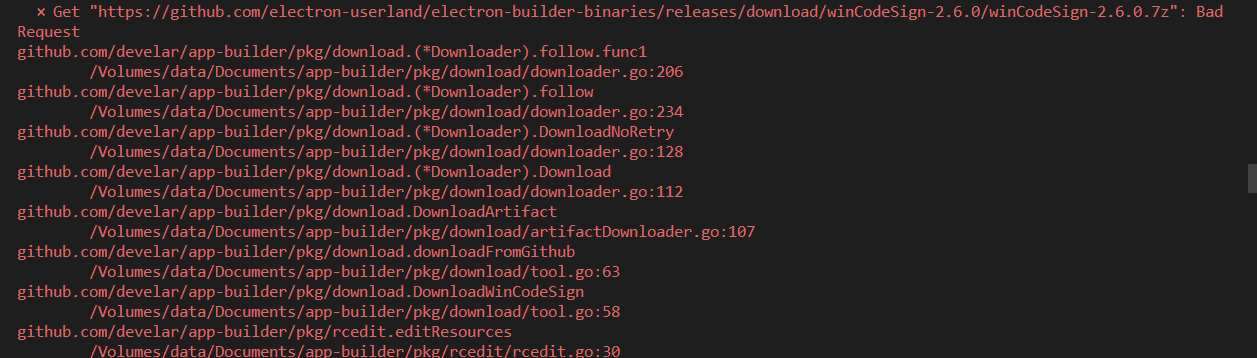 × Get "https://github.com/electron-userland/electron-builder-binaries/releases/download/winCodeSign-2.6.0/winCodeSign-2.6.0.7z": Bad
Request
github.com/develar/app-builder/pkg/download.(*Downloader).follow.func1
/Volumes/data/Documents/app-builder/pkg/download/downloader.go:206
github.com/develar/app-builder/pkg/download.(*Downloader).follow
/Volumes/data/Documents/app-builder/pkg/download/downloader.go:234
github.com/develar/app-builder/pkg/download.(*Downloader).DownloadNoRetry
/Volumes/data/Documents/app-builder/pkg/download/downloader.go:128
github.com/develar/app-builder/pkg/download.(*Downloader).Download
/Volumes/data/Documents/app-builder/pkg/download/downloader.go:112
github.com/develar/app-builder/pkg/download.DownloadArtifact
/Volumes/data/Documents/app-builder/pkg/download/artifactDownloader.go:107
github.com/develar/app-builder/pkg/download.downloadFromGithub
/Volumes/data/Documents/app-builder/pkg/download/tool.go:63
github.com/develar/app-builder/pkg/download.DownloadWinCodeSign
/Volumes/data/Documents/app-builder/pkg/download/tool.go:58
github.com/develar/app-builder/pkg/rcedit.editResources
/Volumes/data/Documents/app-builder/pkg/rcedit/rcedit.go:30